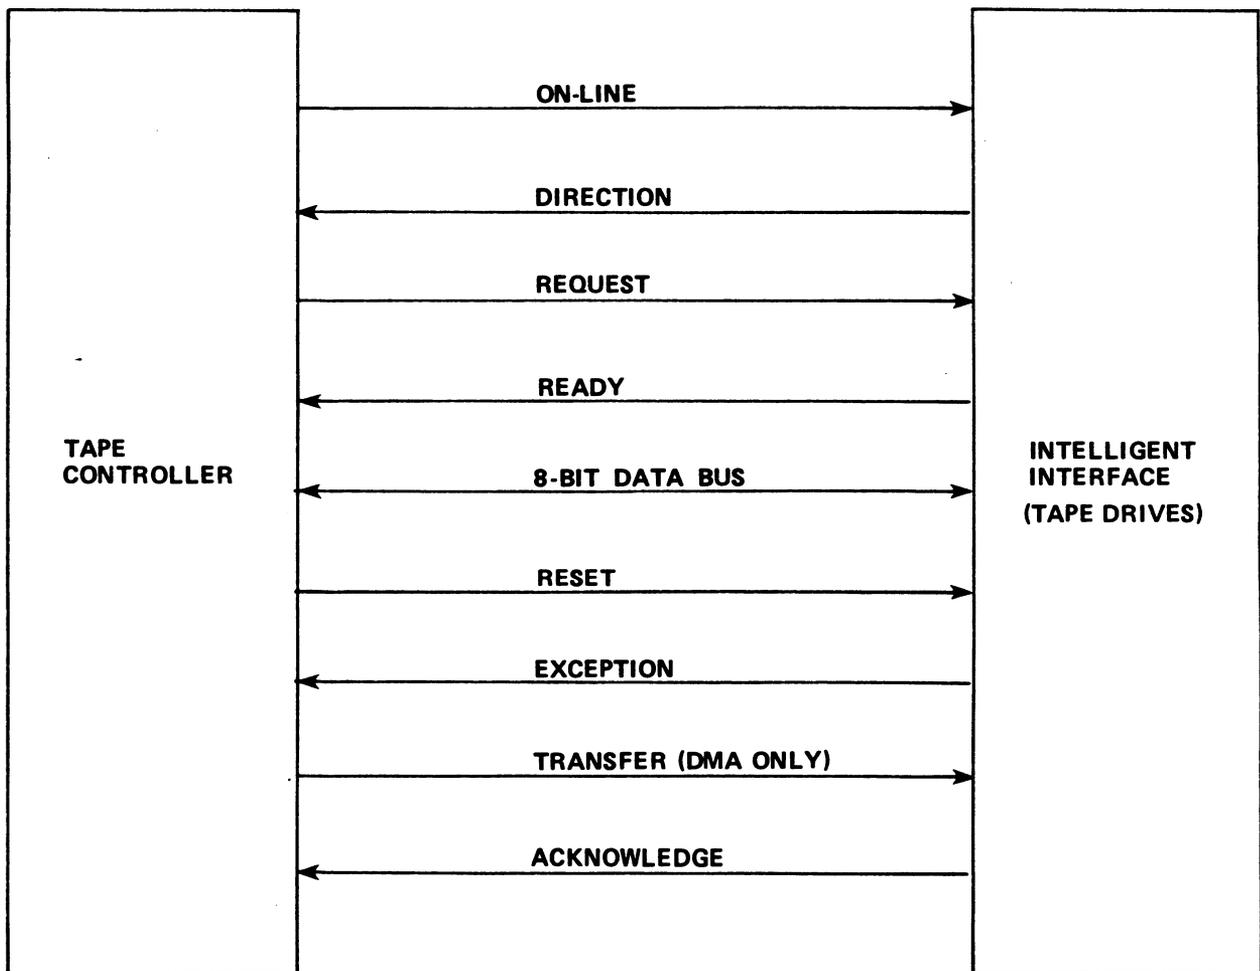 ON-LINE
DIRECTION
REQUEST
READY
TAPE
CONTROLLER
8-BIT DATA BUS
INTELLIGENT
INTERFACE
(TAPE DRIVES)
RESET
EXCEPTION
TRANSFER (DMA ONLY)
ACKNOWLEDGE